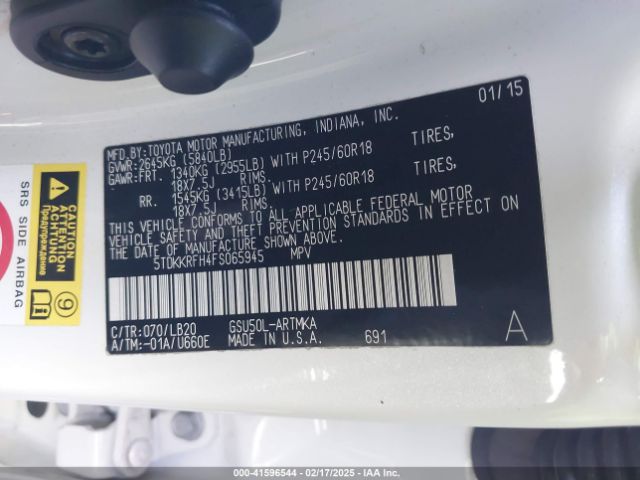 01/15
MFD.BY:TOYOTA MOTOR MANUFACTURING, INDIANA, INC.
GVWR:2645KG (5840LB)
GAWR:FRT. 1340KG (2955LB) WITH P245/60R18 TIRES,
18X7.5J RIMS.
RR. 1545KG (3415LB) WITH P245/60R18 TIRES,
18X7.5J RIMS.
THIS VEHICLE CONFORMS TO ALL APPLICABLE FEDERAL MOTOR
VEHICLE SAFETY AND THEFT PREVENTION STANDARDS IN EFFECT ON
THE DATE OF MANUFACTURE SHOWN ABOVE.
5TDKKRFH4FS065945 MPV
C/TR:070/LB20 GSU50L-ARTMKA
A/TM:-01A/U660E MADE IN U.S.A. 691
A
SRS SIDE AIRBAG
CAUTION
ATTENTION
ACHTUNG
Предупреждение
9
000-41596544 | 02/17/2025 | IAA Inc.